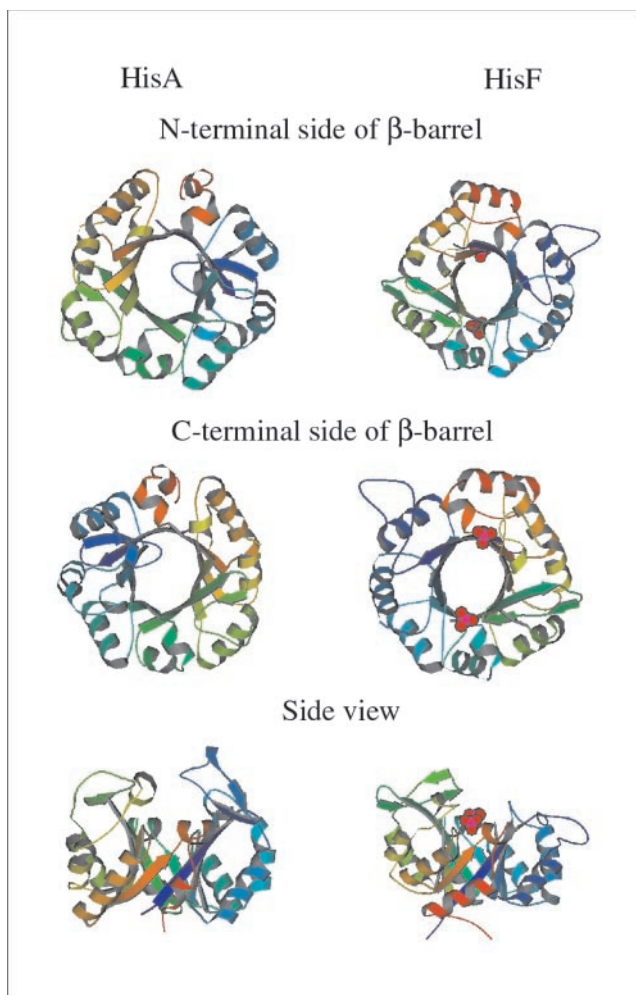 HisA HisF
N-terminal side of β-barrel
C-terminal side of β-barrel
Side view